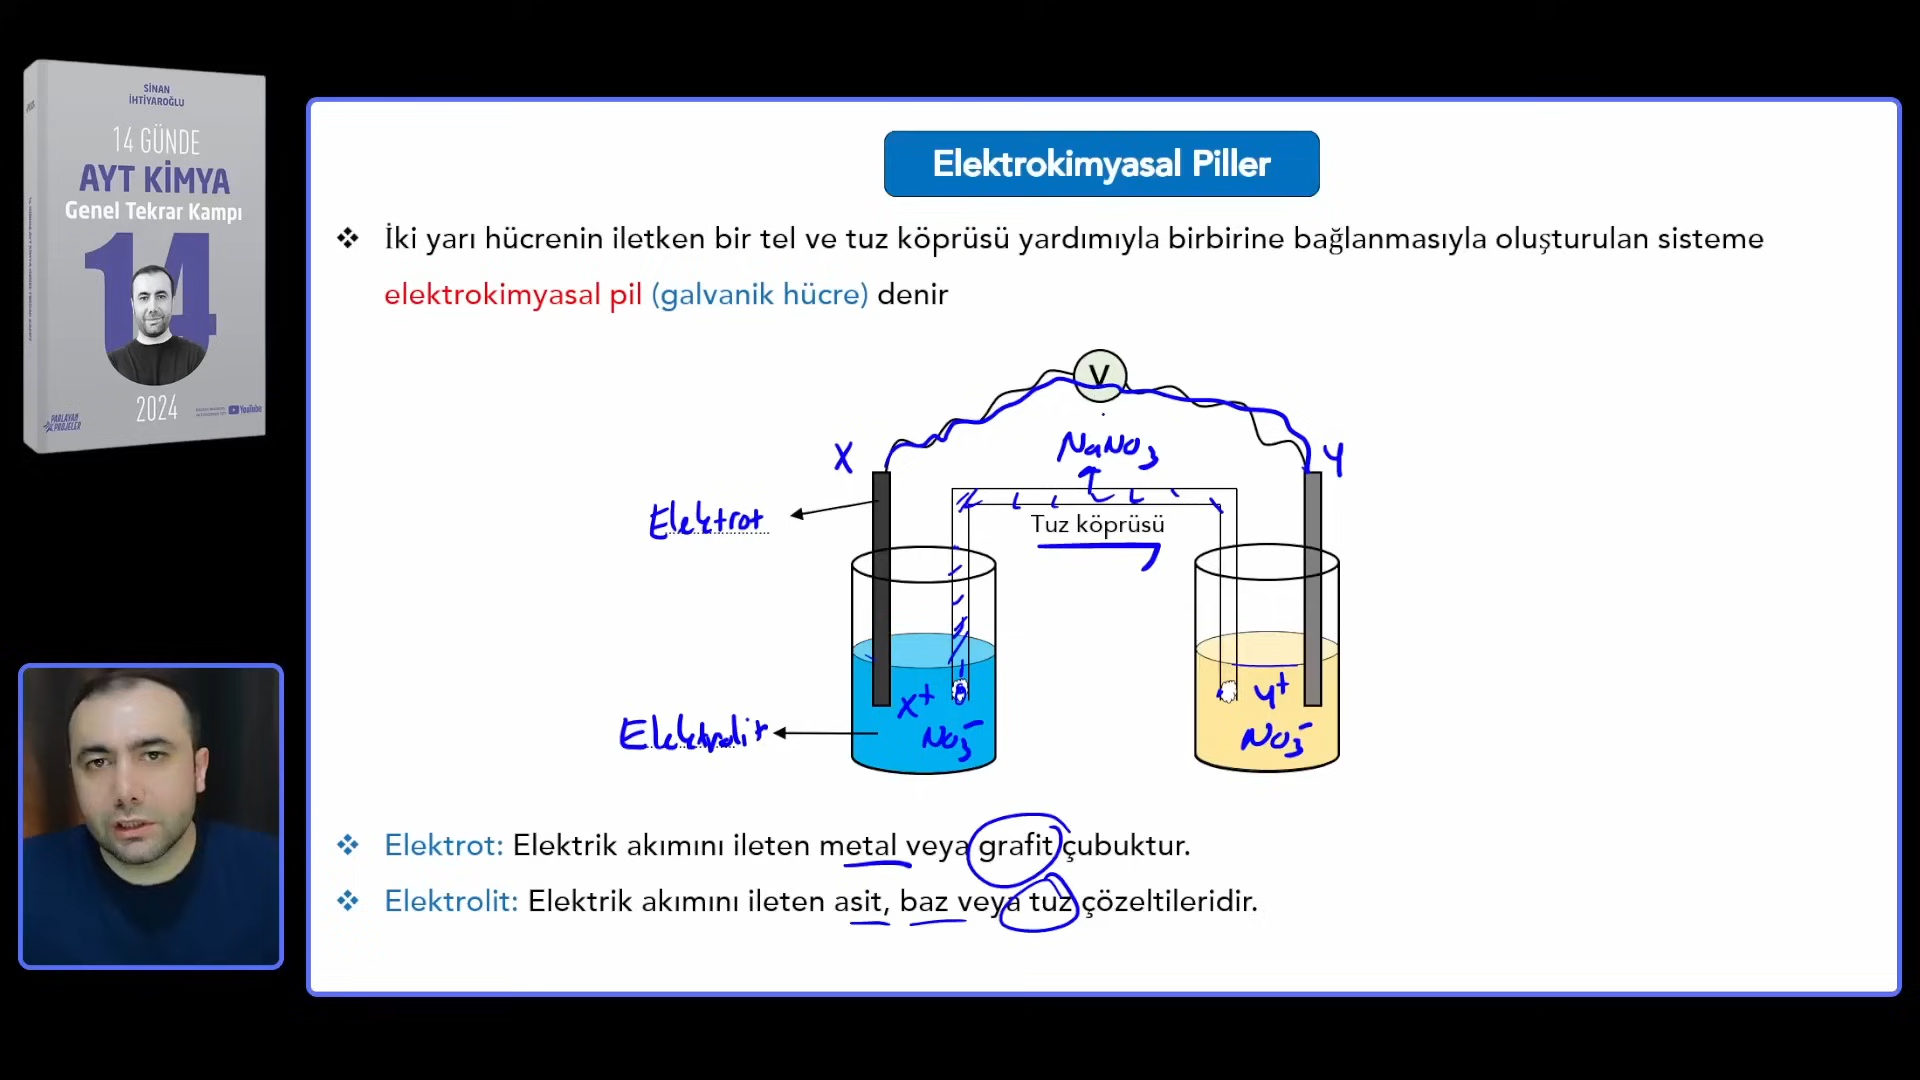 SİNAN
İHTİYAROĞLU
14 GÜNDE
AYT KİMYA
Genel Tekrar Kampı
14
2024
PARLAYAN
PROJELER
YouTube
Elektrokimyasal Piller
❖ İki yarı hücrenin iletken bir tel ve tuz köprüsü yardımıyla birbirine bağlanmasıyla oluşturulan sisteme
elektrokimyasal pil (galvanik hücre) denir
V
X
NaNO3
Y
Elektrot
Tuz köprüsü
X+
Y+
Elektrolit
NO3-
NO3-
❖ Elektrot: Elektrik akımını ileten metal veya grafit çubuktur.
❖ Elektrolit: Elektrik akımını ileten asit, baz veya tuz çözeltileridir.